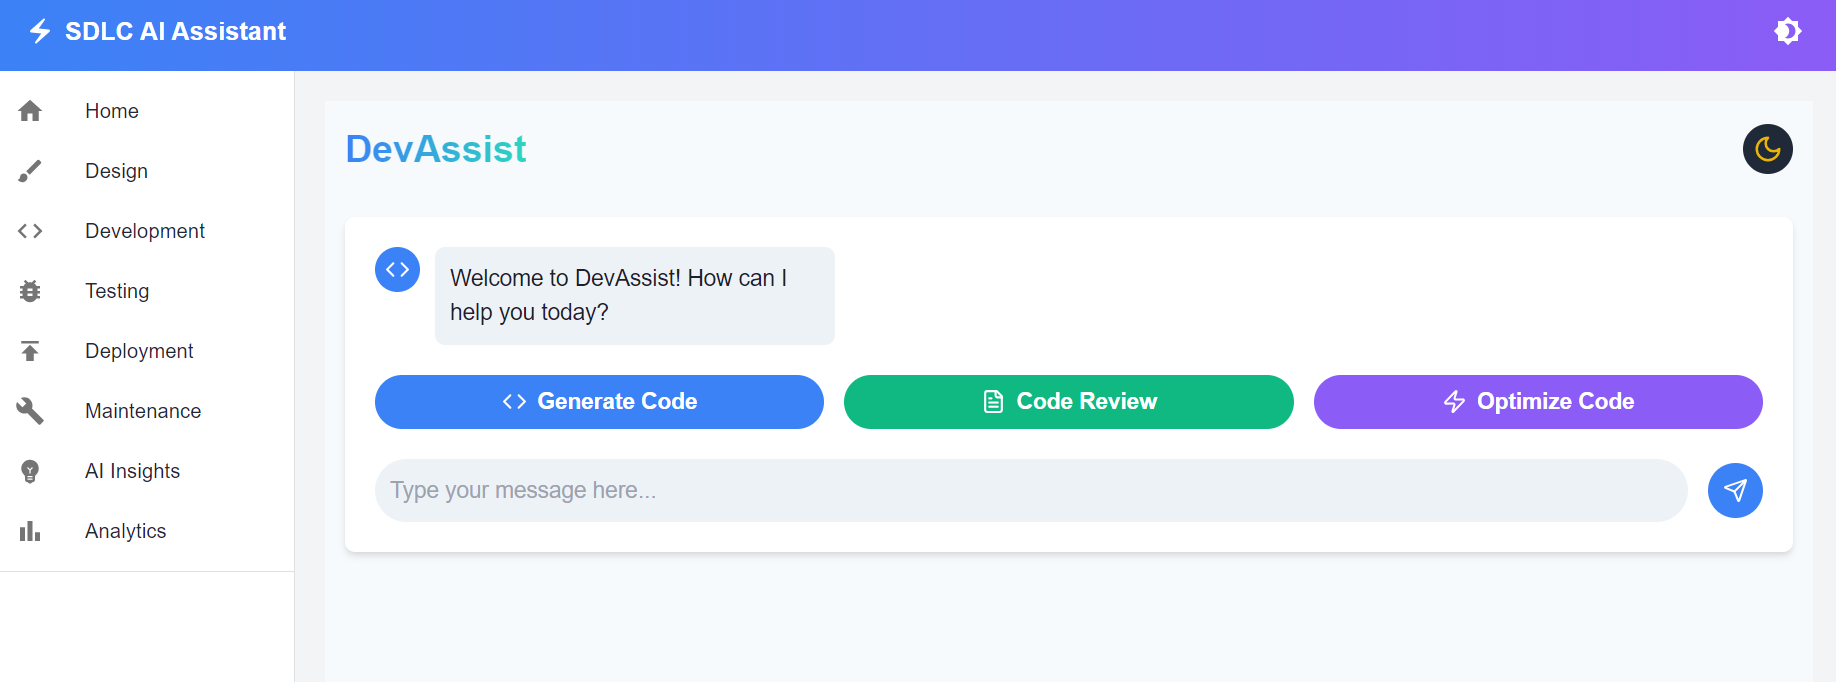 SDLC AI Assistant
Home
Design
Development
Testing
Deployment
Maintenance
AI Insights
Analytics
DevAssist
Welcome to DevAssist! How can I
help you today?
Generate Code
Code Review
Optimize Code
Type your message here...